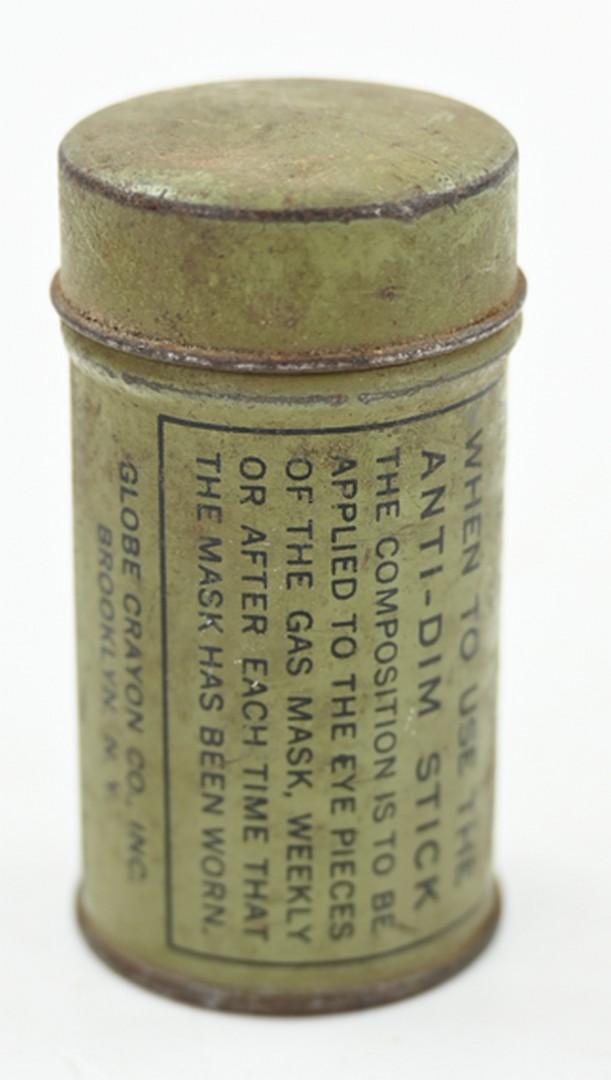 WHEN TO USE THE
ANTI-DIM STICK
THE COMPOSITION IS TO BE
APPLIED TO THE EYE PIECES
OF THE GAS MASK, WEEKLY
OR AFTER EACH TIME THAT
THE MASK HAS BEEN WORN.
GLOBE CRAYON CO., INC.
BROOKLYN, N. Y.